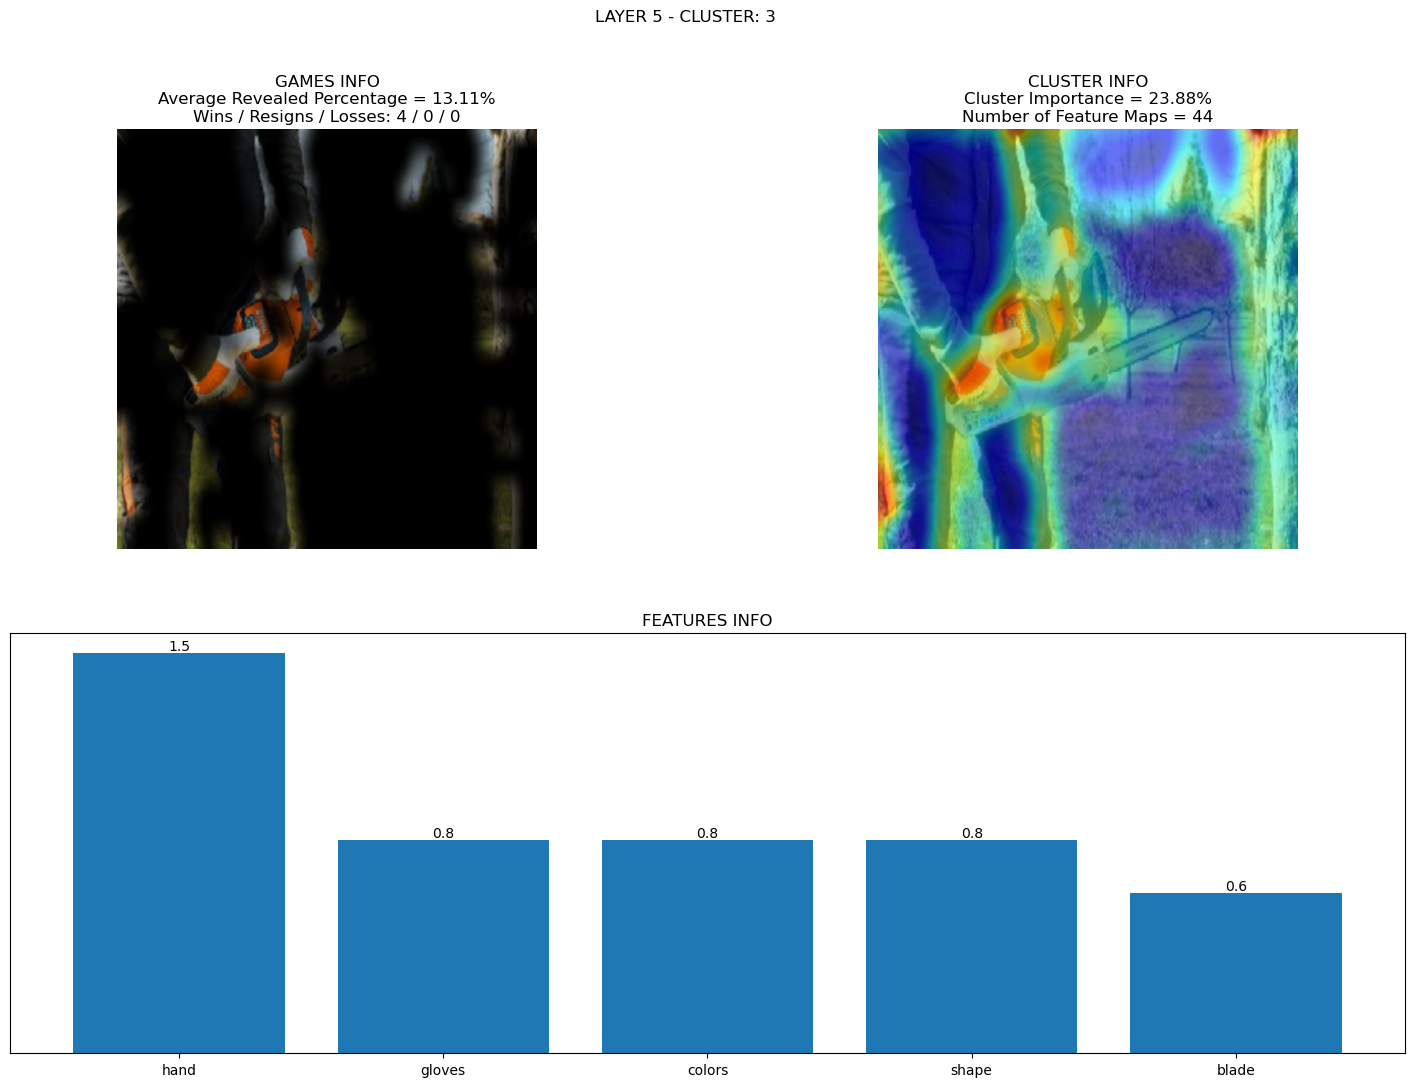 LAYER 5 - CLUSTER: 3
GAMES INFO
Average Revealed Percentage = 13.11%
Wins / Resigns / Losses: 4 / 0 / 0
CLUSTER INFO
Cluster Importance = 23.88%
Number of Feature Maps = 44
FEATURES INFO
1.5
0.8
0.8
0.8
0.6
hand
gloves
colors
shape
blade